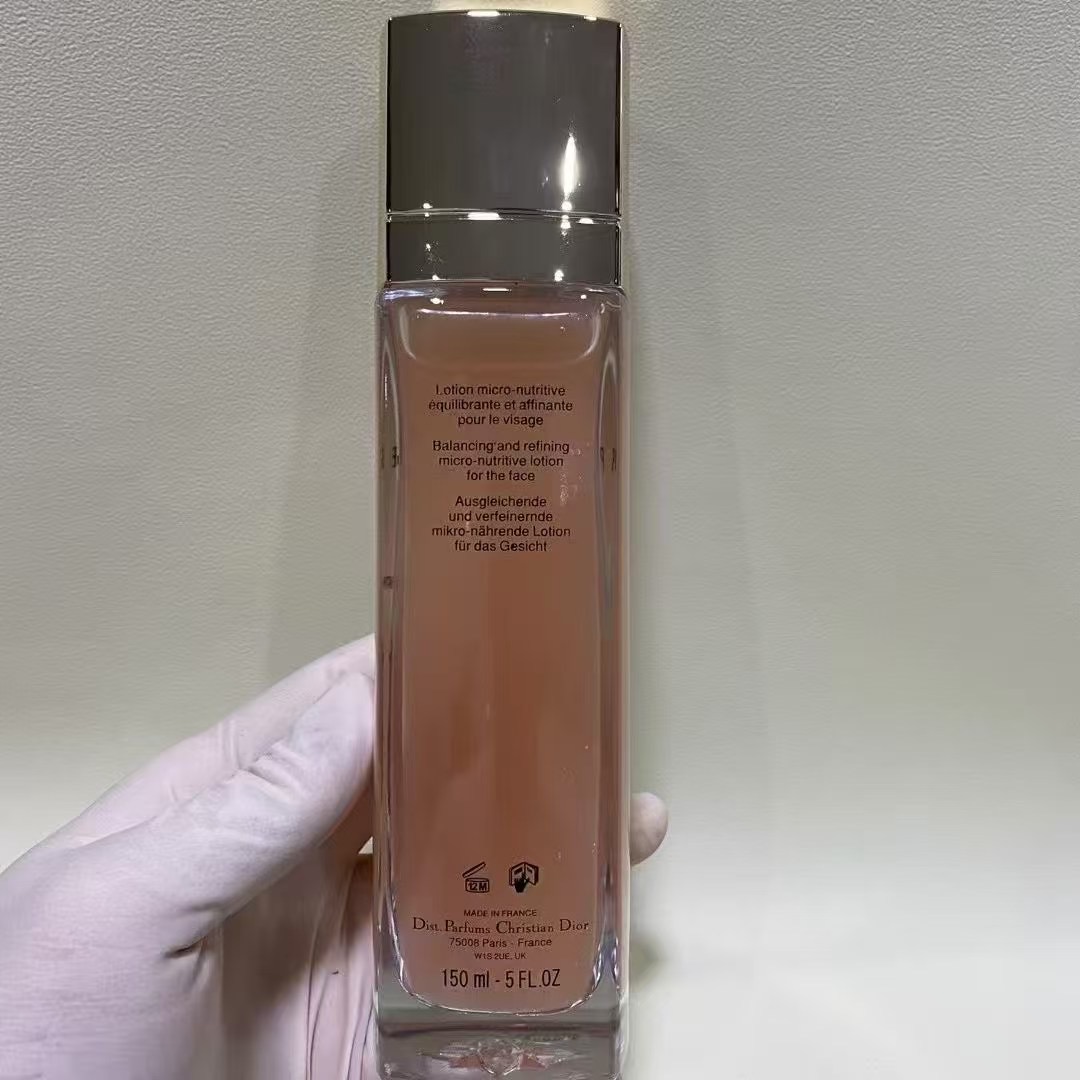 Lotion micro-nutritive
équilibrante et affinante
pour le visage
Balancing and refining
micro-nutritive lotion
for the face
Ausgleichende
und verfeinernde
mikro-nährende Lotion
für das Gesicht
12M
MADE IN FRANCE
Dist. Parfums Christian Dior
75008 Paris - France
W1S 2UE, UK
150 ml - 5 FL.OZ